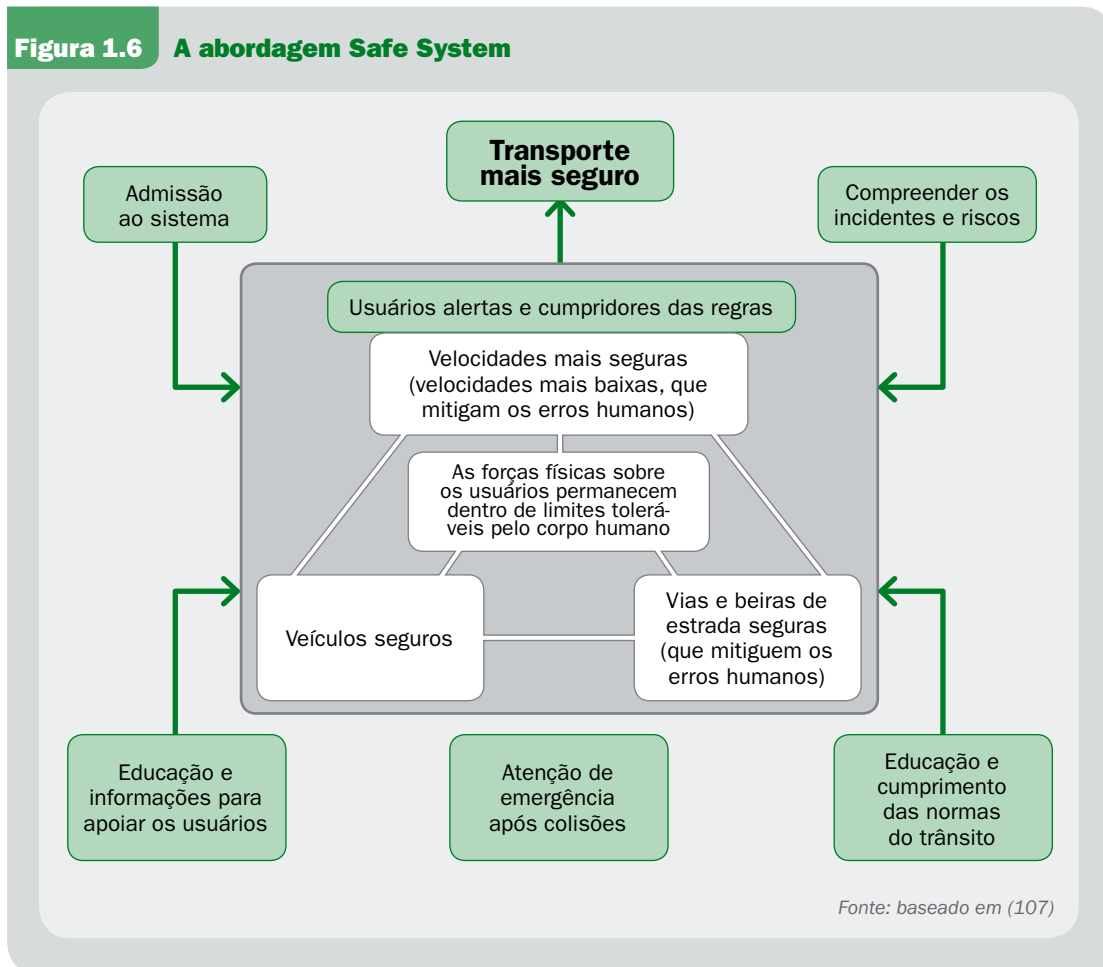 Figura 1.6 A abordagem Safe System
Transporte
mais seguro
Admissão
ao sistema
Compreender os
incidentes e riscos
Usuários alertas e cumpridores das regras
Velocidades mais seguras
(velocidades mais baixas, que
mitigam os erros humanos)
As forças físicas sobre
os usuários permanecem
dentro de limites tolerá-
veis pelo corpo humano
Veículos seguros
Vias e beiras de
estrada seguras
(que mitiguem os
erros humanos)
Educação e
informações para
apoiar os usuários
Atenção de
emergência
após colisões
Educação e
cumprimento
das normas
do trânsito
Fonte: baseado em (107)